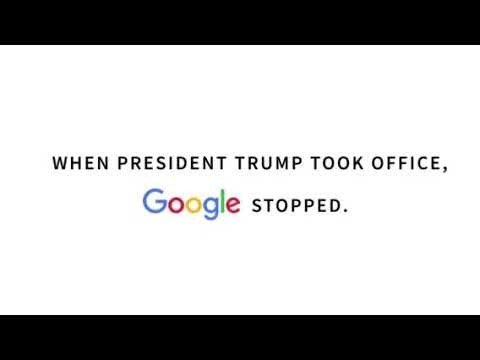 WHEN PRESIDENT TRUMP TOOK OFFICE,
Google STOPPED.